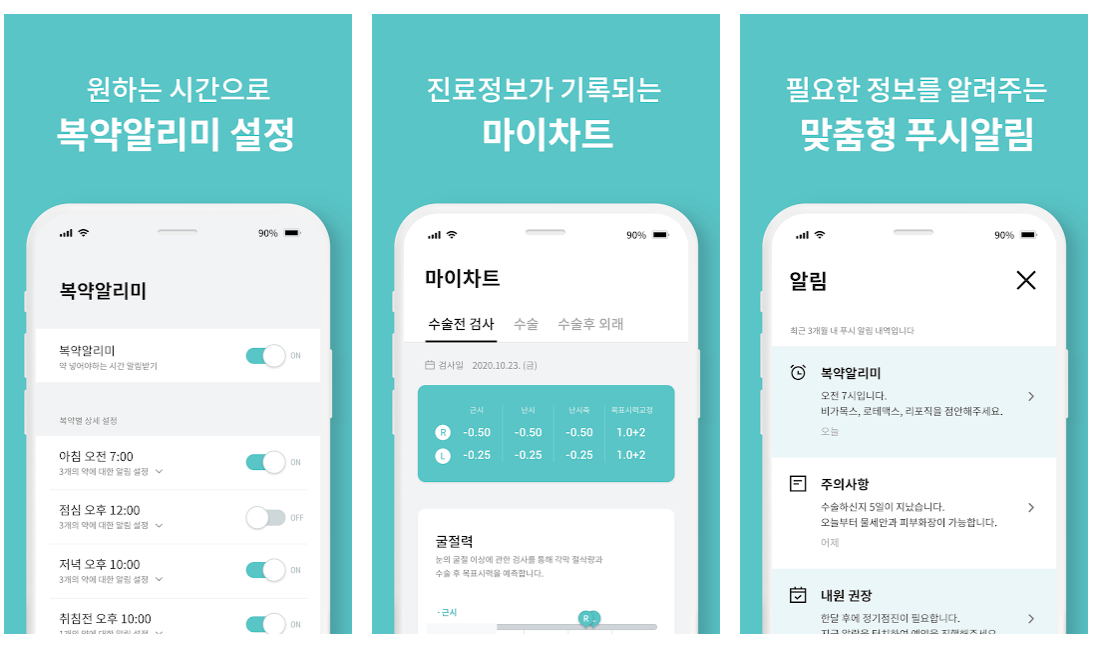 원하는 시간으로
복약알리미 설정
90%
복약알리미
복약알리미
약 넣어야하는 시간 알림받기
ON
복약별 상세 설정
아침 오전 7:00
3개의 약에 대한 알림 설정
ON
점심 오후 12:00
3개의 약에 대한 알림 설정
OFF
저녁 오후 10:00
3개의 약에 대한 알림 설정
ON
취침전 오후 10:00
1개의 약에 대한 알림 설정
ON
진료정보가 기록되는
마이차트
90%
마이차트
수술전 검사 수술 수술후 외래
검사일 2020.10.23. (금)
근시 난시 난시축 목표시력교정
R -0.50 -0.50 -0.50 1.0+2
L -0.25 -0.25 -0.25 1.0+2
굴절력
눈의 굴절 이상에 관한 검사를 통해 각막 절삭량과
수술 후 목표시력을 예측합니다.
- 근시
R
필요한 정보를 알려주는
맞춤형 푸시알림
90%
알림
최근 3개월 내 푸시 알림 내역입니다
복약알리미
오전 7시입니다.
비가목스, 로테맥스, 리포직을 점안해주세요.
오늘
주의사항
수술하신지 5일이 지났습니다.
오늘부터 물세안과 피부화장이 가능합니다.
어제
내원 권장
한달 후에 정기검진이 필요합니다.